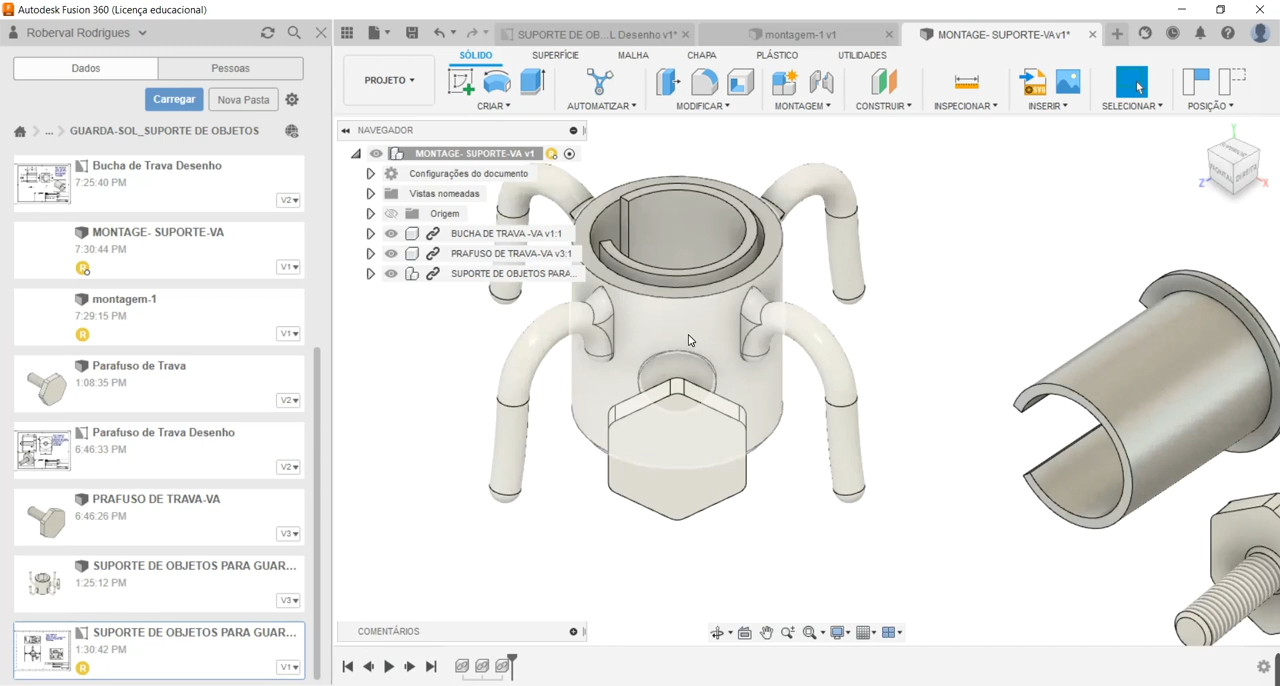 Autodesk Fusion 360 (Licença educacional)
Roberval Rodrigues
SUPORTE DE OB...L Desenho v1*
montagem-1 v1
MONTAGE- SUPORTE-VA v1*
Dados
Pessoas
Carregar
Nova Pasta
... GUARDA-SOL_SUPORTE DE OBJETOS
Bucha de Trava Desenho
7:25:40 PM
V2
MONTAGE- SUPORTE-VA
7:30:44 PM
R
V1
montagem-1
7:29:15 PM
R
V1
Parafuso de Trava
1:08:35 PM
V2
Parafuso de Trava Desenho
6:46:33 PM
V2
PRAFUSO DE TRAVA-VA
6:46:26 PM
V3
SUPORTE DE OBJETOS PARA GUAR...
1:25:12 PM
V3
SUPORTE DE OBJETOS PARA GUAR...
1:30:42 PM
R
V1
PROJETO
SÓLIDO
SUPERFÍCIE
MALHA
CHAPA
PLÁSTICO
UTILIDADES
CRIAR
AUTOMATIZAR
MODIFICAR
MONTAGEM
CONSTRUIR
INSPECIONAR
INSERIR
SELECIONAR
POSIÇÃO
SVG
NAVEGADOR
MONTAGE- SUPORTE-VA v1
R
Configurações do documento
Vistas nomeadas
Origem
BUCHA DE TRAVA -VA v1:1
PRAFUSO DE TRAVA-VA v3:1
SUPORTE DE OBJETOS PARA...
Y
Z
X
SUPERIOR
FRONTAL
DIREITA
COMENTÁRIOS